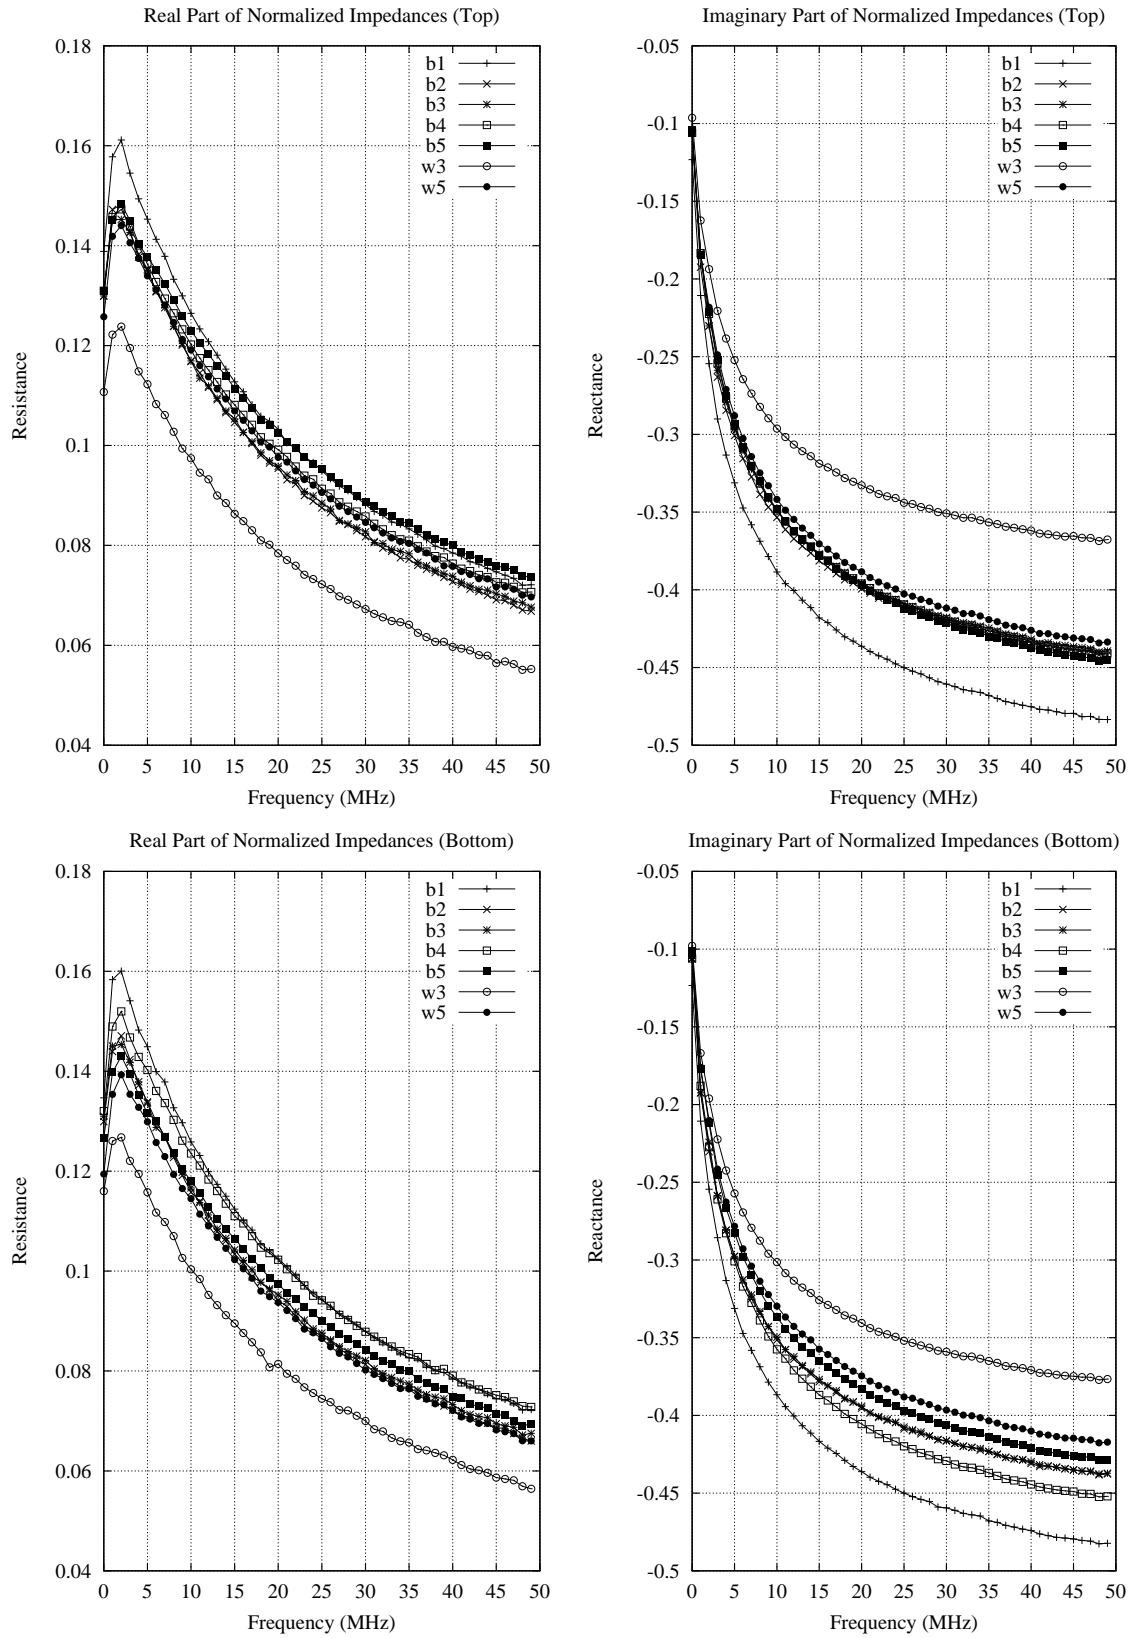 Real Part of Normalized Impedances (Top)
0.18
0.16
0.14
0.12
0.1
0.08
0.06
0.04
Resistance
b1
b2
b3
b4
b5
w3
w5
0 5 10 15 20 25 30 35 40 45 50
Frequency (MHz)
Imaginary Part of Normalized Impedances (Top)
-0.05
-0.1
-0.15
-0.2
-0.25
-0.3
-0.35
-0.4
-0.45
-0.5
Reactance
b1
b2
b3
b4
b5
w3
w5
0 5 10 15 20 25 30 35 40 45 50
Frequency (MHz)
Real Part of Normalized Impedances (Bottom)
0.18
0.16
0.14
0.12
0.1
0.08
0.06
0.04
Resistance
b1
b2
b3
b4
b5
w3
w5
0 5 10 15 20 25 30 35 40 45 50
Frequency (MHz)
Imaginary Part of Normalized Impedances (Bottom)
-0.05
-0.1
-0.15
-0.2
-0.25
-0.3
-0.35
-0.4
-0.45
-0.5
Reactance
b1
b2
b3
b4
b5
w3
w5
0 5 10 15 20 25 30 35 40 45 50
Frequency (MHz)